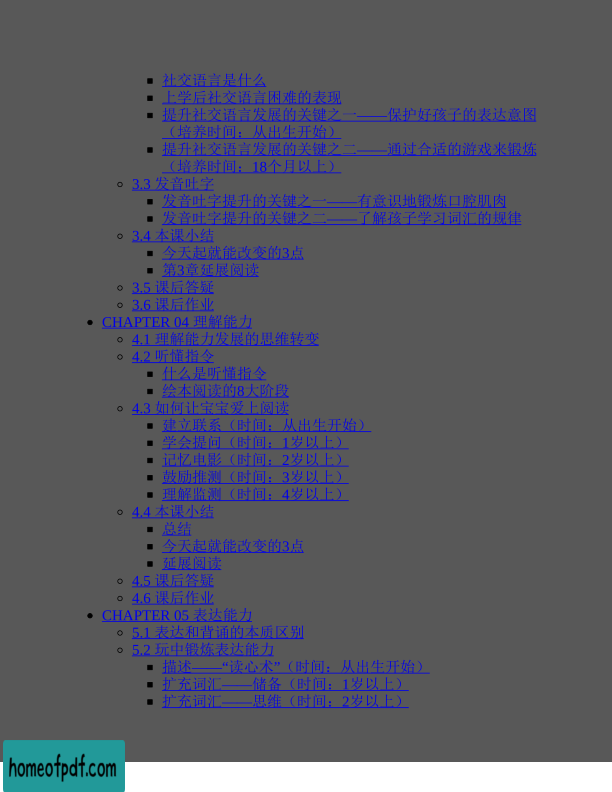 社交语言是什么
上学后社交语言困难的表现
提升社交语言发展的关键之一——保护好孩子的表达意图
（培养时间：从出生开始）
提升社交语言发展的关键之二——通过合适的游戏来锻炼
（培养时间：18个月以上）
3.3 发音吐字
发音吐字提升的关键之一——有意识地锻炼口腔肌肉
发音吐字提升的关键之二——了解孩子学习词汇的规律
3.4 本课小结
今天起就能改变的3点
第3章延展阅读
3.5 课后答疑
3.6 课后作业
CHAPTER 04 理解能力
4.1 理解能力发展的思维转变
4.2 听懂指令
什么是听懂指令
绘本阅读的8大阶段
4.3 如何让宝宝爱上阅读
建立联系（时间：从出生开始）
学会提问（时间：1岁以上）
记忆电影（时间：2岁以上）
鼓励推测（时间：3岁以上）
理解监测（时间：4岁以上）
4.4 本课小结
总结
今天起就能改变的3点
延展阅读
4.5 课后答疑
4.6 课后作业
CHAPTER 05 表达能力
5.1 表达和背诵的本质区别
5.2 玩中锻炼表达能力
描述——“读心术”（时间：从出生开始）
扩充词汇——储备（时间：1岁以上）
扩充词汇——思维（时间：2岁以上）
homeofpdf.com